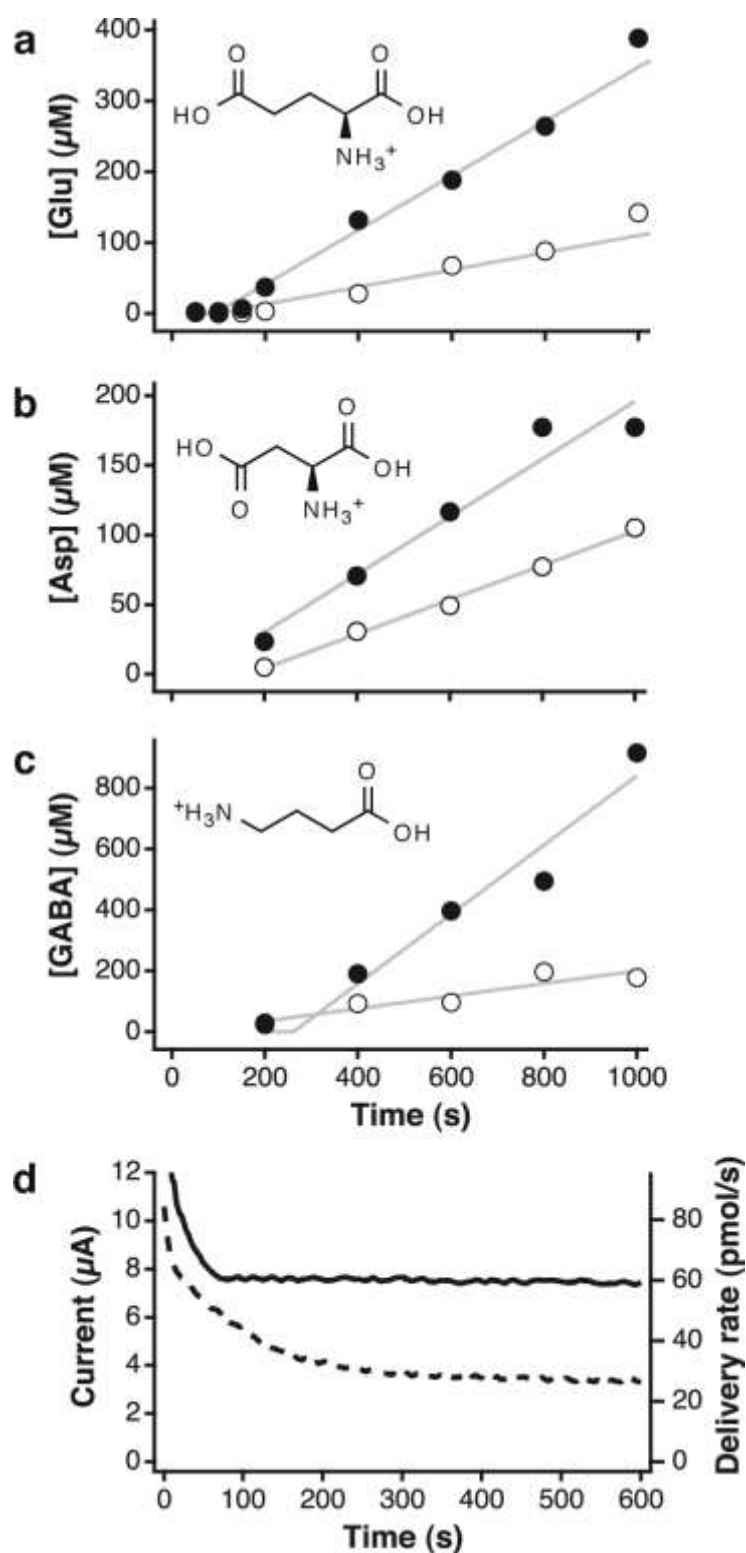 a
[Glu] (µM)
400
300
200
100
0
O
O
HO
OH
NH3+
b
[Asp] (µM)
200
150
100
50
0
O
HO
OH
O
NH3+
c
[GABA] (µM)
800
600
400
200
0
O
+H3N
OH
0 200 400 600 800 1000
Time (s)
d
Current (µA)
12
10
8
6
4
2
0
80
60
40
20
0
Delivery rate (pmol/s)
0 100 200 300 400 500 600
Time (s)